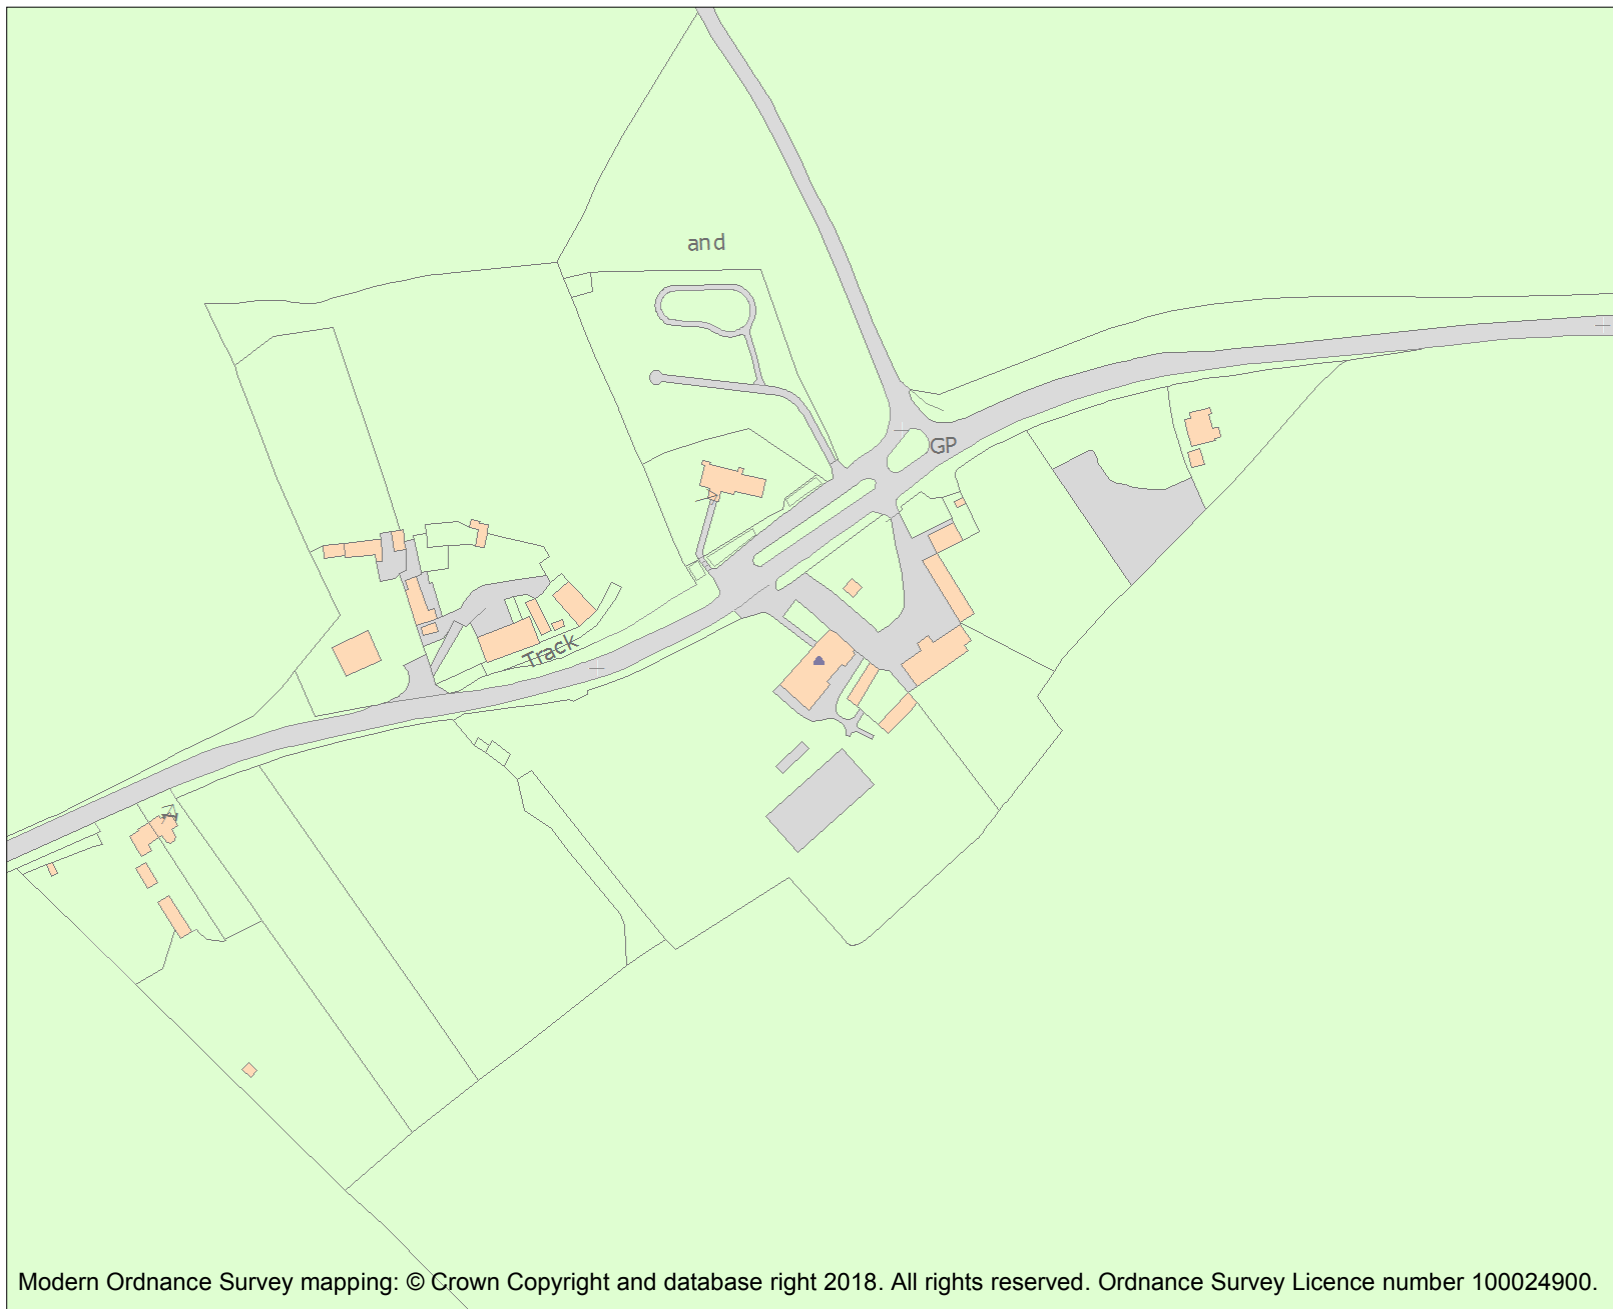 and
GP
Track
1
Modern Ordnance Survey mapping: © Crown Copyright and database right 2018. All rights reserved. Ordnance Survey Licence number 100024900.